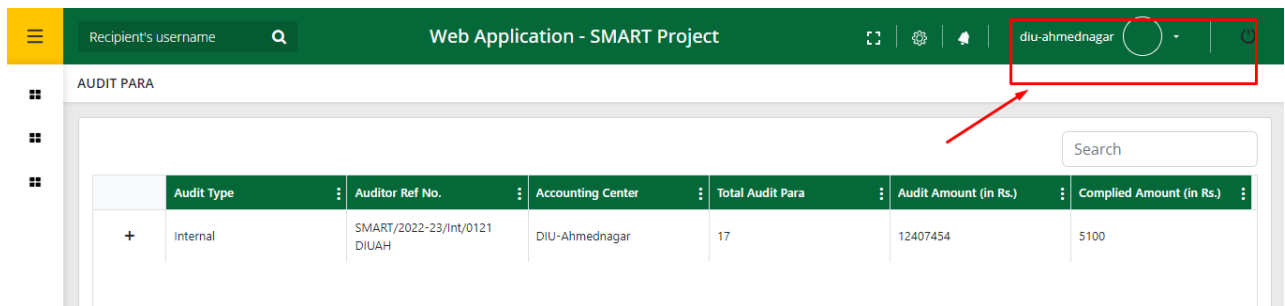 Recipient's username
Web Application - SMART Project
diu-ahmednagar
AUDIT PARA
Search
Audit Type
Auditor Ref No.
Accounting Center
Total Audit Para
Audit Amount (in Rs.)
Complied Amount (in Rs.)
+
Internal
SMART/2022-23/Int/0121
DIUAH
DIU-Ahmednagar
17
12407454
5100